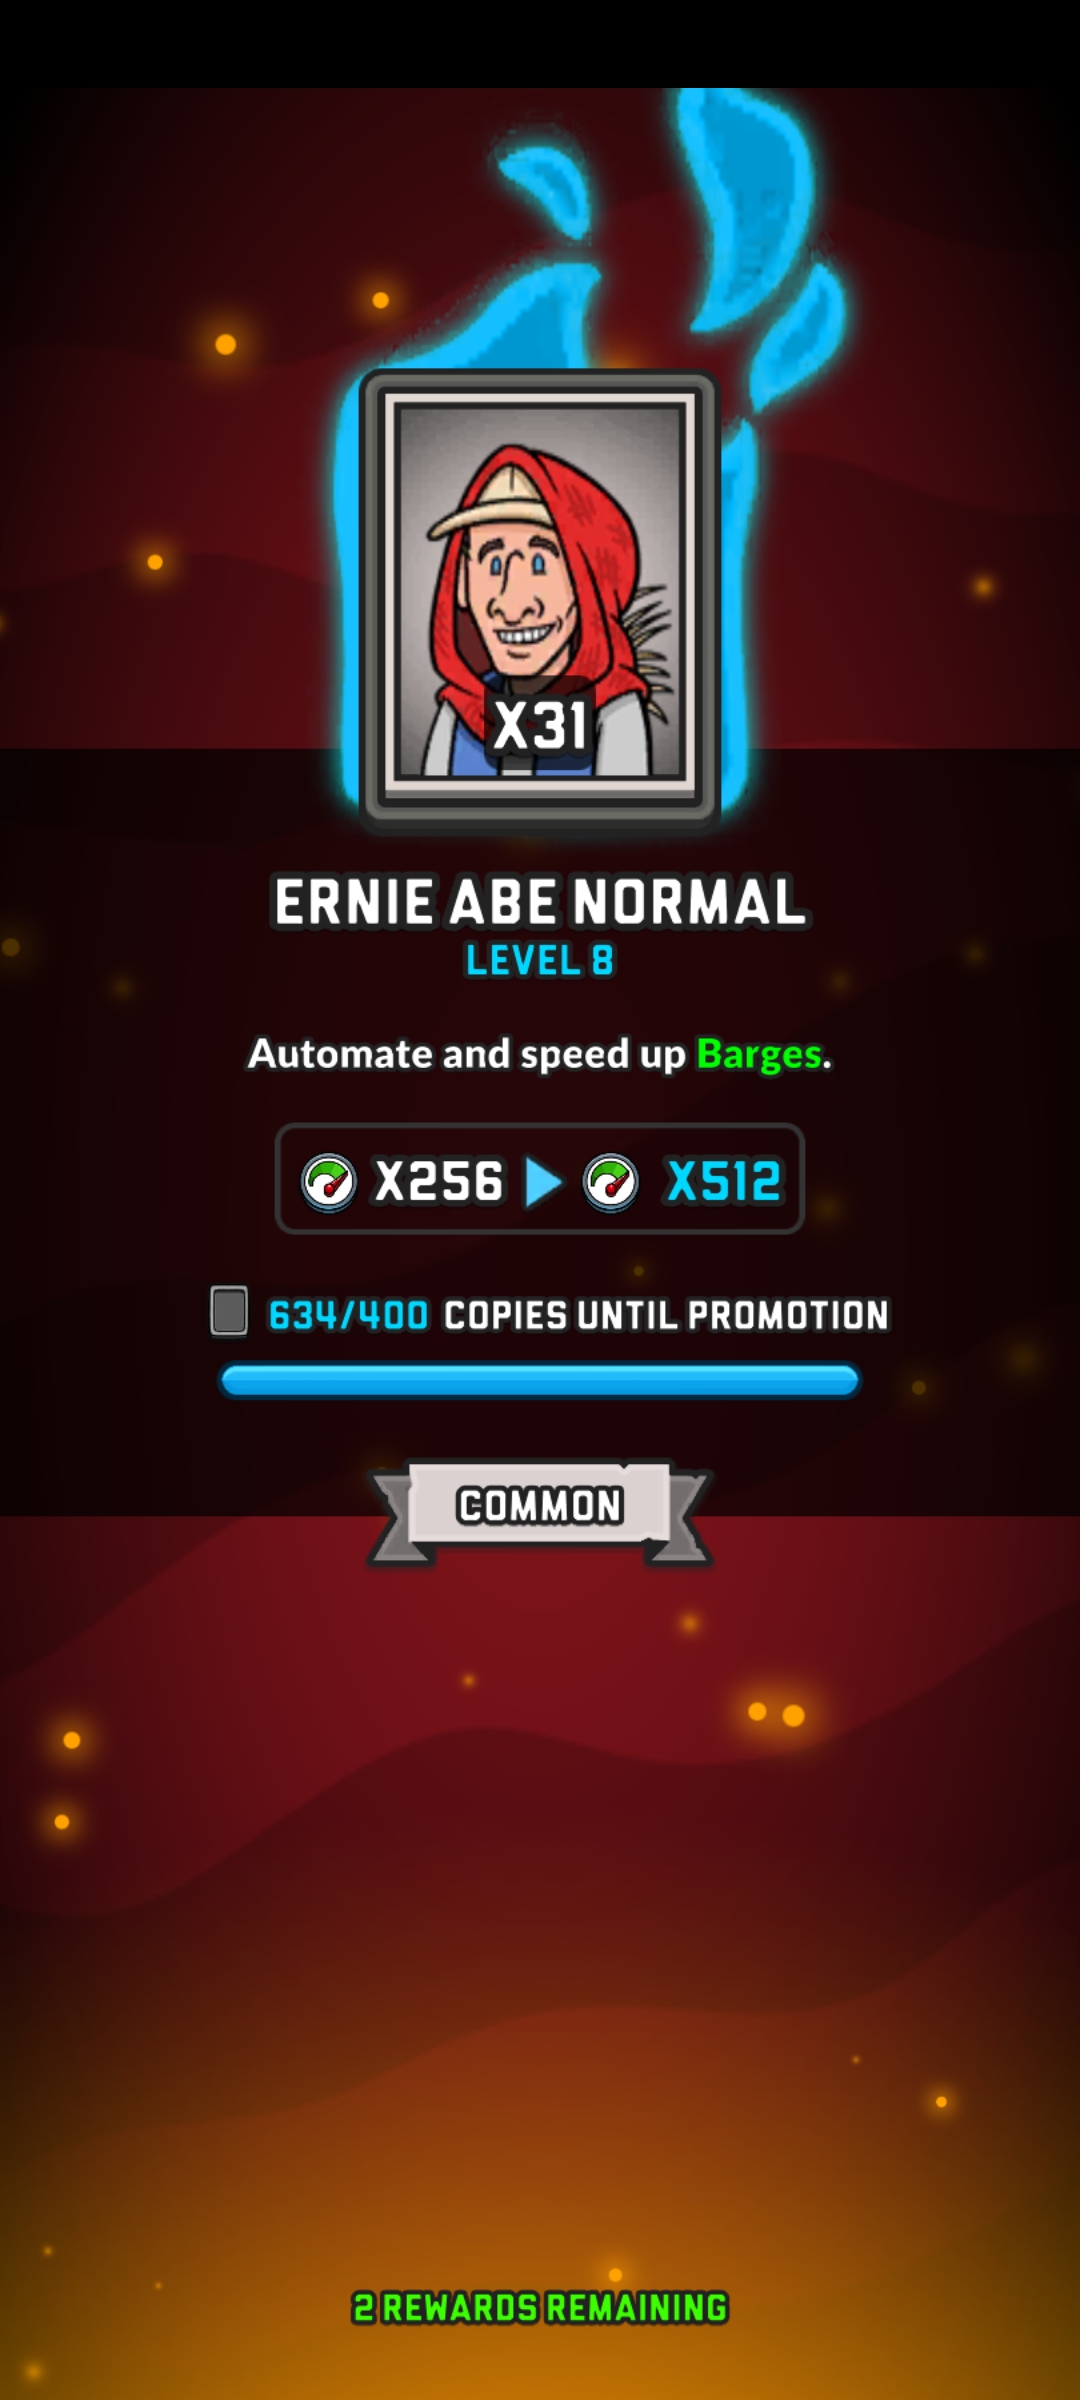 X31
ERNIE ABE NORMAL
LEVEL 8
Automate and speed up Barges.
X256 X512
634/400 COPIES UNTIL PROMOTION
COMMON
2 REWARDS REMAINING